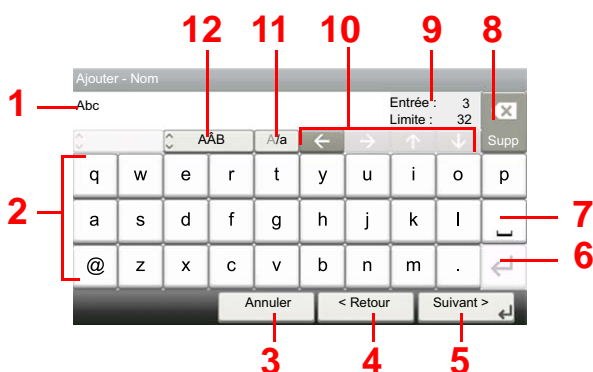 12 11 10 9 8
Ajouter - Nom
1 Abc Entrée : 3
Limite : 32
AÂB A/a ← → ↑ ↓ Supp
q w e r t y u i o p
2 7
a s d f g h j k l
@ z x c v b n m . 6
Annuler < Retour Suivant >
3 4 5